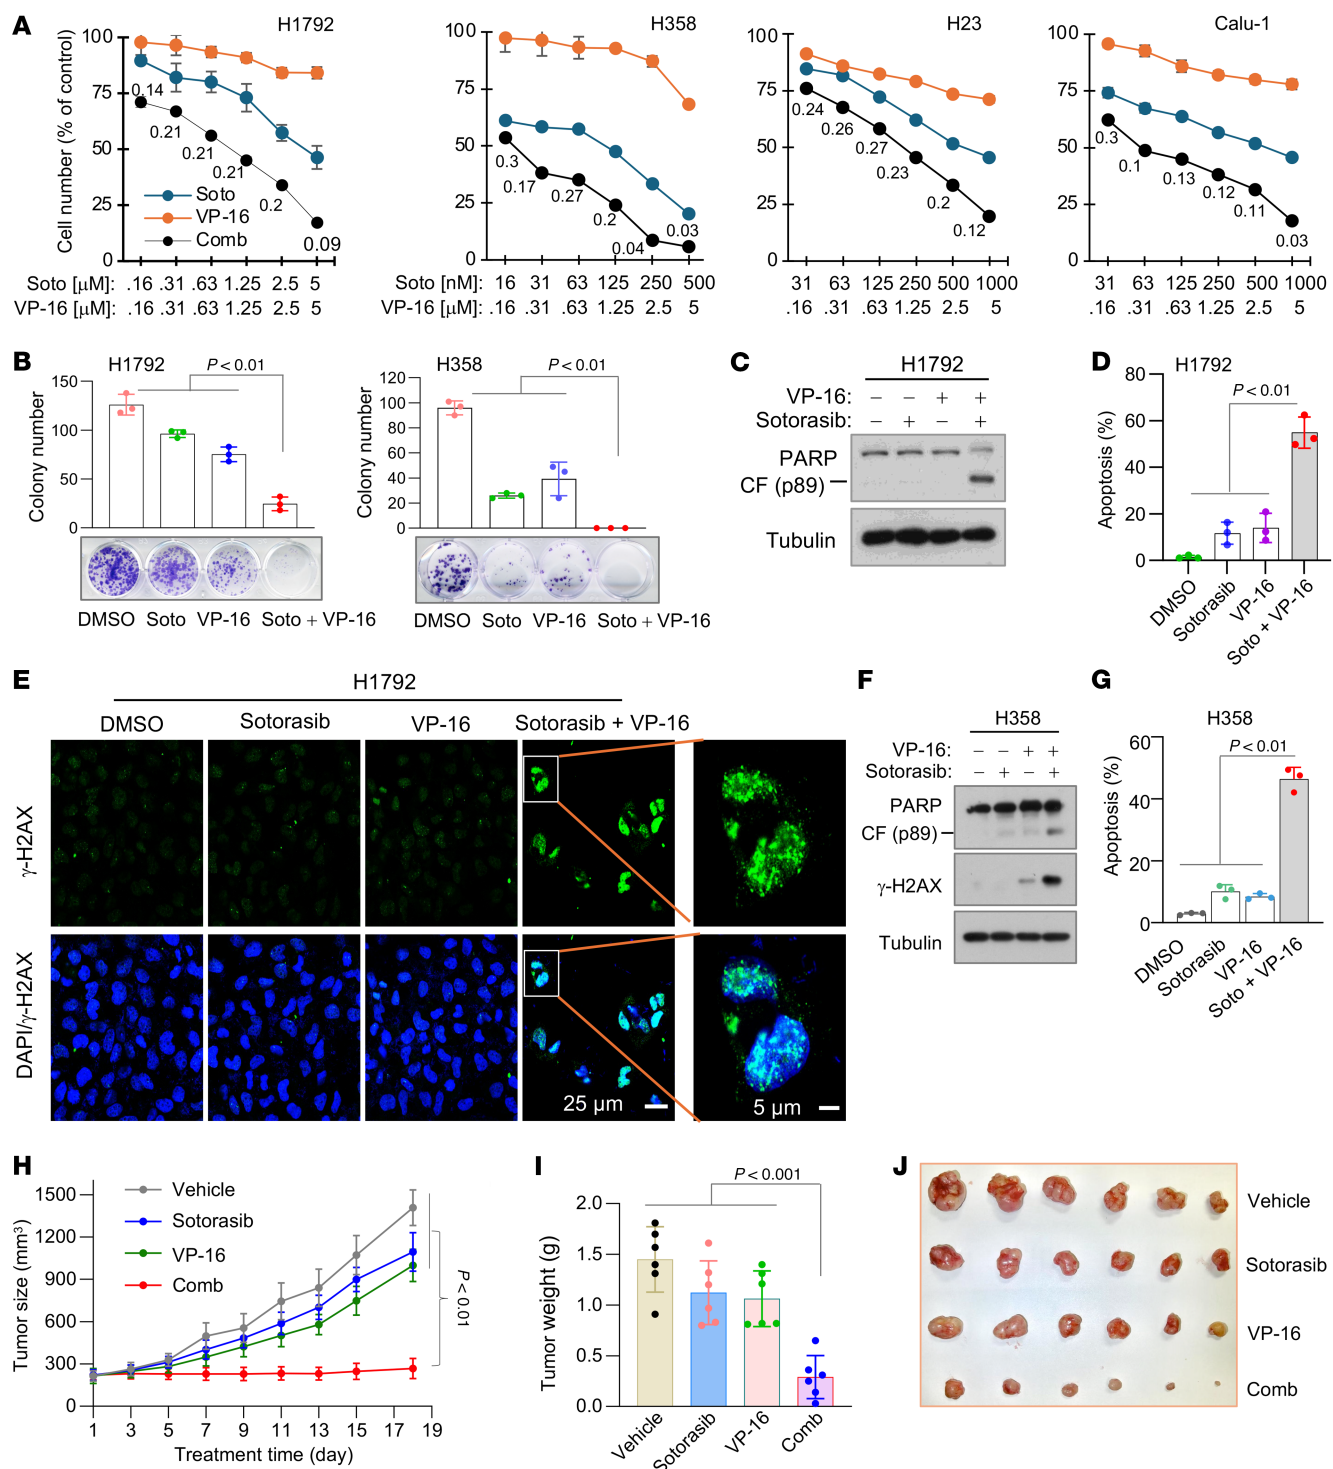 A
H1792
H358
H23
Calu-1
Cell number (% of control)
100
75
50
25
0
0.14
0.21
0.21
0.21
0.2
0.09
Soto
VP-16
Comb
100
75
50
25
0
0.3
0.17
0.27
0.2
0.04
0.03
100
75
50
25
0
0.24
0.26
0.27
0.23
0.2
0.12
100
75
50
25
0
0.3
0.1
0.13
0.12
0.11
0.03
Soto [μM]: .16 .31 .63 1.25 2.5 5
VP-16 [μM]: .16 .31 .63 1.25 2.5 5
Soto [nM]: 16 31 63 125 250 500
VP-16 [μM]: .16 .31 .63 1.25 2.5 5
31 63 125 250 500 1000
.16 .31 .63 1.25 2.5 5
31 63 125 250 500 1000
.16 .31 .63 1.25 2.5 5
B
H1792
P < 0.01
Colony number
150
100
50
0
DMSO Soto VP-16 Soto + VP-16
H358
P < 0.01
Colony number
120
100
80
60
40
20
0
DMSO Soto VP-16 Soto + VP-16
C
H1792
VP-16: − − + +
Sotorasib: − + − +
PARP
CF (p89)
Tubulin
D
H1792
P < 0.01
Apoptosis (%)
80
60
40
20
0
DMSO
Sotorasib
VP-16
Soto + VP-16
E
H1792
DMSO
Sotorasib
VP-16
Sotorasib + VP-16
γ-H2AX
DAPI/γ-H2AX
25 μm
5 μm
F
H358
VP-16: − − + +
Sotorasib: − + − +
PARP
CF (p89)
γ-H2AX
Tubulin
G
H358
P < 0.01
Apoptosis (%)
60
40
20
0
DMSO
Sotorasib
VP-16
Soto + VP-16
H
Tumor size (mm³)
1500
1200
900
600
300
0
Vehicle
Sotorasib
VP-16
Comb
P < 0.01
1 3 5 7 9 11 13 15 17 19
Treatment time (day)
I
P < 0.001
Tumor weight (g)
2.0
1.5
1.0
0.5
0.0
Vehicle
Sotorasib
VP-16
Comb
J
Vehicle
Sotorasib
VP-16
Comb